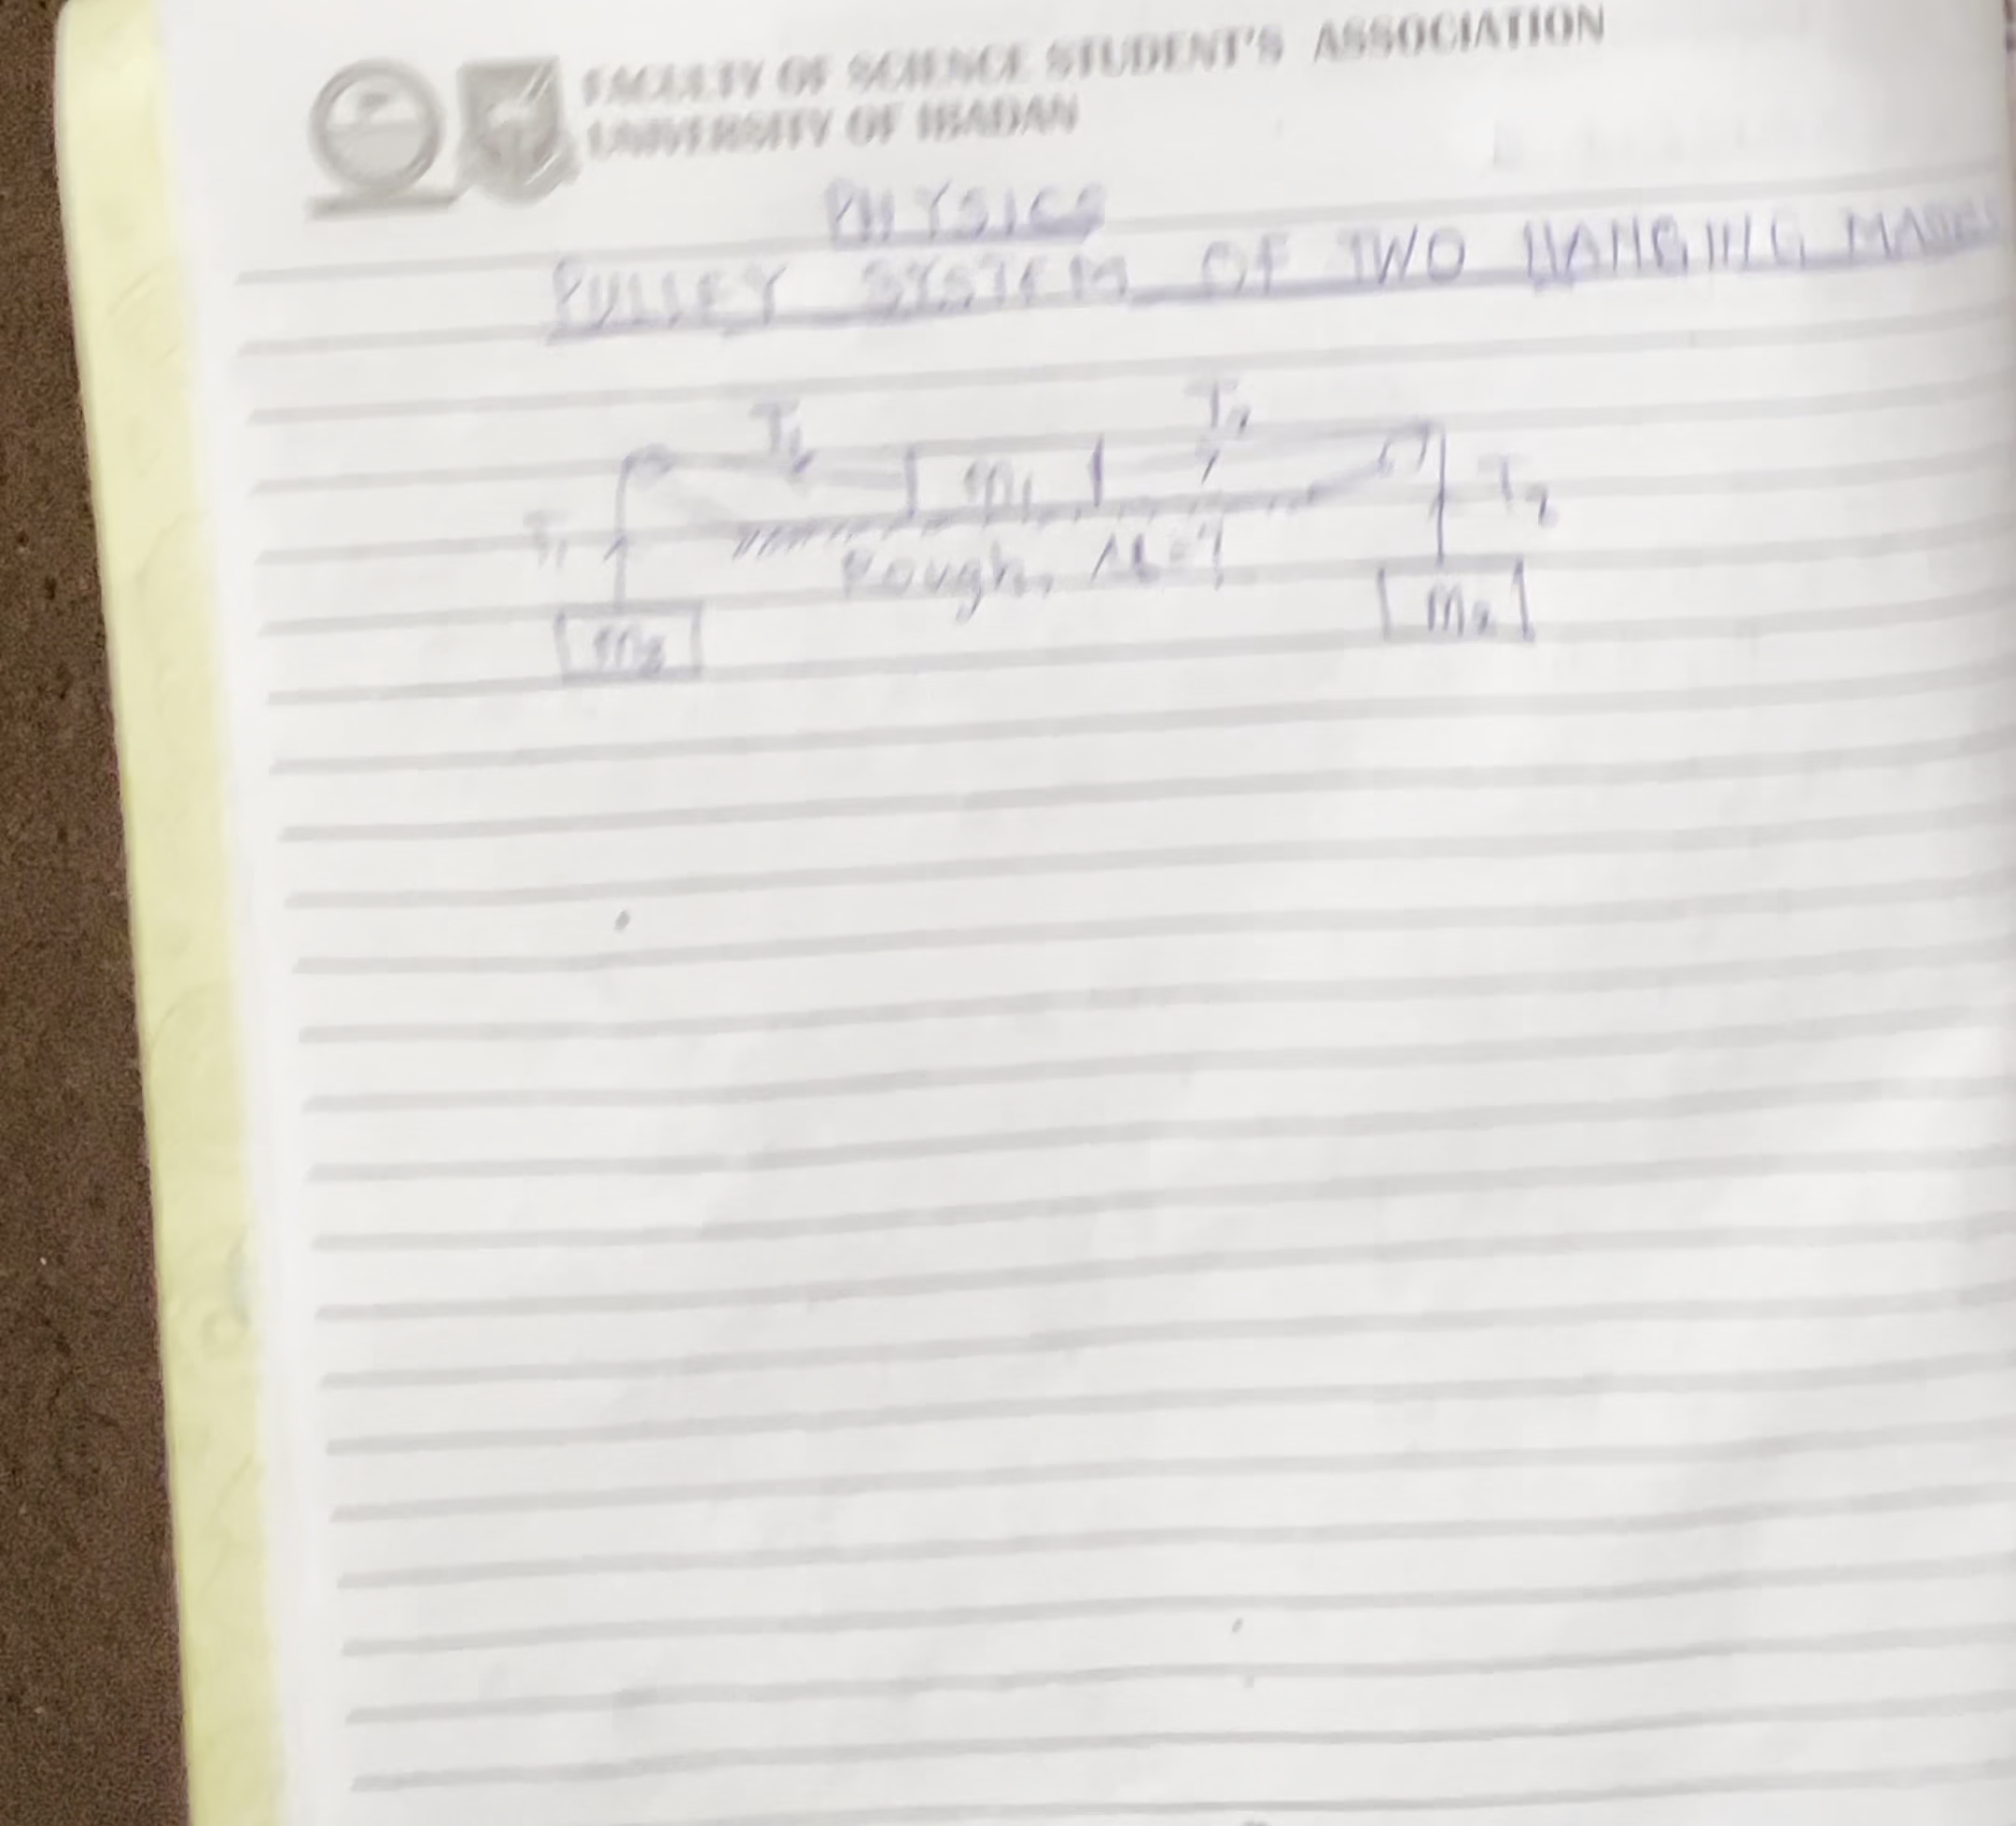 FACULTY OF SCIENCE STUDENT'S ASSOCIATION
UNIVERSITY OF IBADAN
PHYSICS
PULLEY SYSTEM OF TWO HANGING
T₁ T₂
m₁
T₁ T₂
Rough, μ=?
m₂